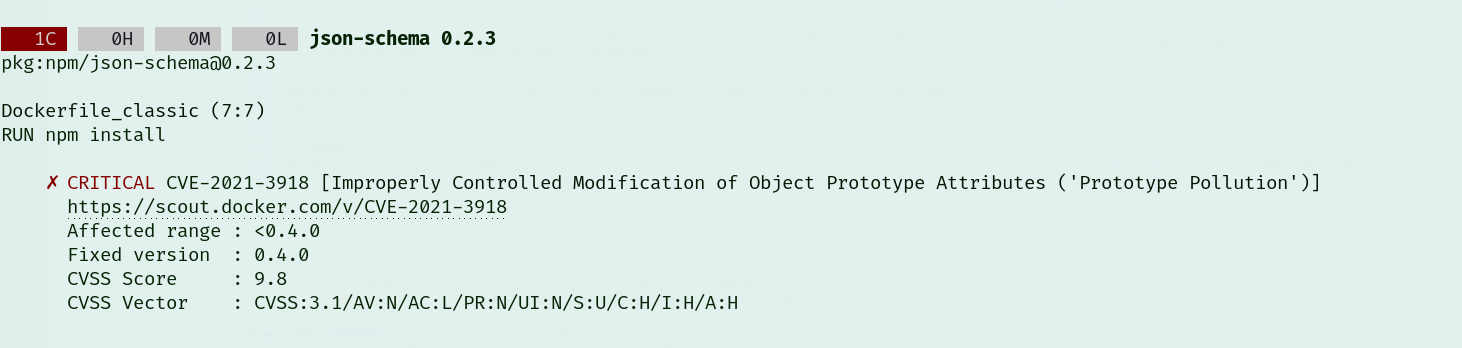 1C 0H 0M 0L json-schema 0.2.3
pkg:npm/json-schema@0.2.3
Dockerfile_classic (7:7)
RUN npm install
✗ CRITICAL CVE-2021-3918 [Improperly Controlled Modification of Object Prototype Attributes ('Prototype Pollution')]
https://scout.docker.com/v/CVE-2021-3918
Affected range : <0.4.0
Fixed version : 0.4.0
CVSS Score : 9.8
CVSS Vector : CVSS:3.1/AV:N/AC:L/PR:N/UI:N/S:U/C:H/I:H/A:H